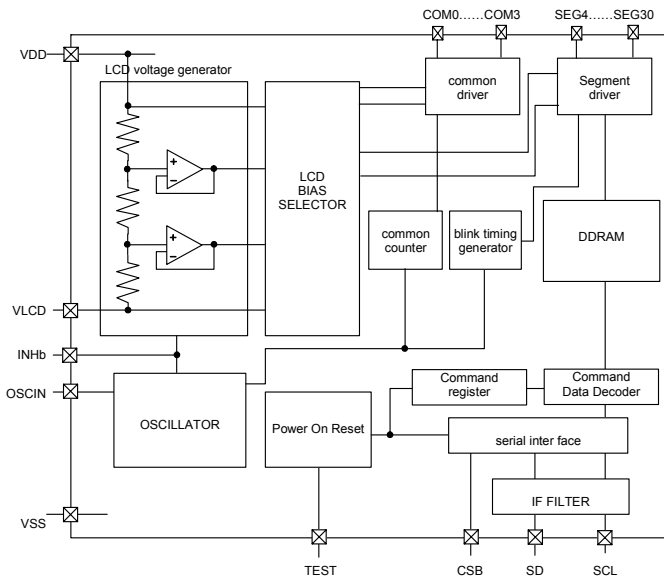 COM0……COM3
SEG4……SEG30
VDD
LCD voltage generator
common
driver
Segment
driver
LCD
BIAS
SELECTOR
common
counter
blink timing
generator
DDRAM
VLCD
INHb
OSCIN
OSCILLATOR
Power On Reset
Command
register
Command
Data Decoder
serial inter face
IF FILTER
VSS
TEST
CSB
SD
SCL